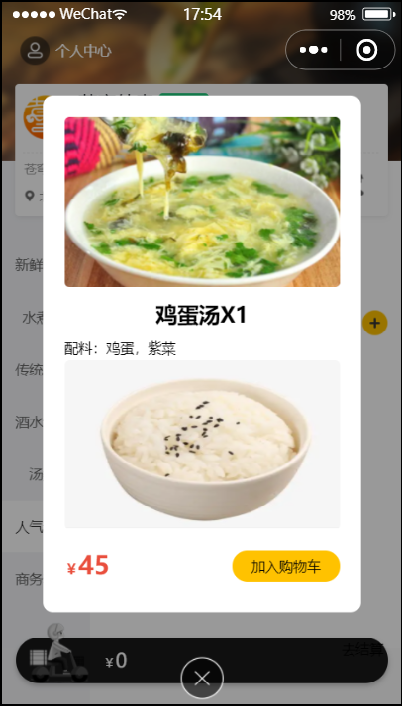 WeChat
17:54
98%
个人中心
苍穹
新鲜
水煮
传统
酒水
汤
人气
商务
鸡蛋汤X1
配料：鸡蛋，紫菜
¥45
加入购物车
¥0
去结算